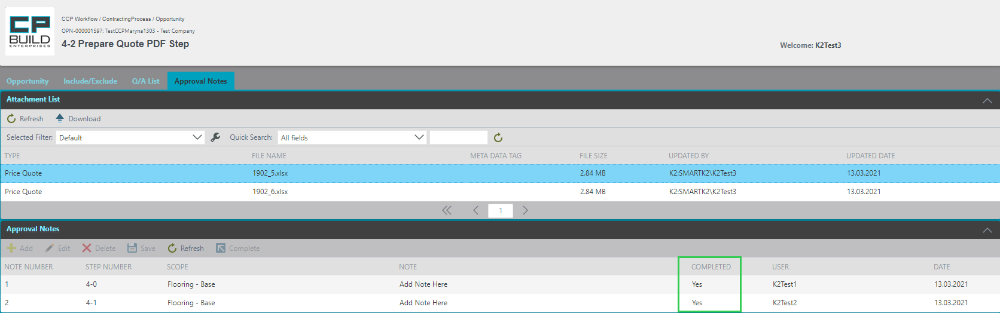 CP
BUILD
ENTERPRISES
CCP Workflow / ContractingProcess / Opportunity
OPN-000001597: TestCCPMaryna1303 - Test Company
4-2 Prepare Quote PDF Step
Welcome: K2Test3
Opportunity Include/Exclude Q/A List Approval Notes
Attachment List
Refresh Download
Selected Filter: Default Quick Search: All fields
TYPE FILE NAME META DATA TAG FILE SIZE UPDATED BY UPDATED DATE
Price Quote 1902_5.xlsx 2.84 MB K2:SMARTK2\K2Test3 13.03.2021
Price Quote 1902_6.xlsx 2.84 MB K2:SMARTK2\K2Test3 13.03.2021
1
Approval Notes
Add Edit Delete Save Refresh Complete
NOTE NUMBER STEP NUMBER SCOPE NOTE COMPLETED USER DATE
1 4-0 Flooring - Base Add Note Here Yes K2Test1 13.03.2021
2 4-1 Flooring - Base Add Note Here Yes K2Test2 13.03.2021